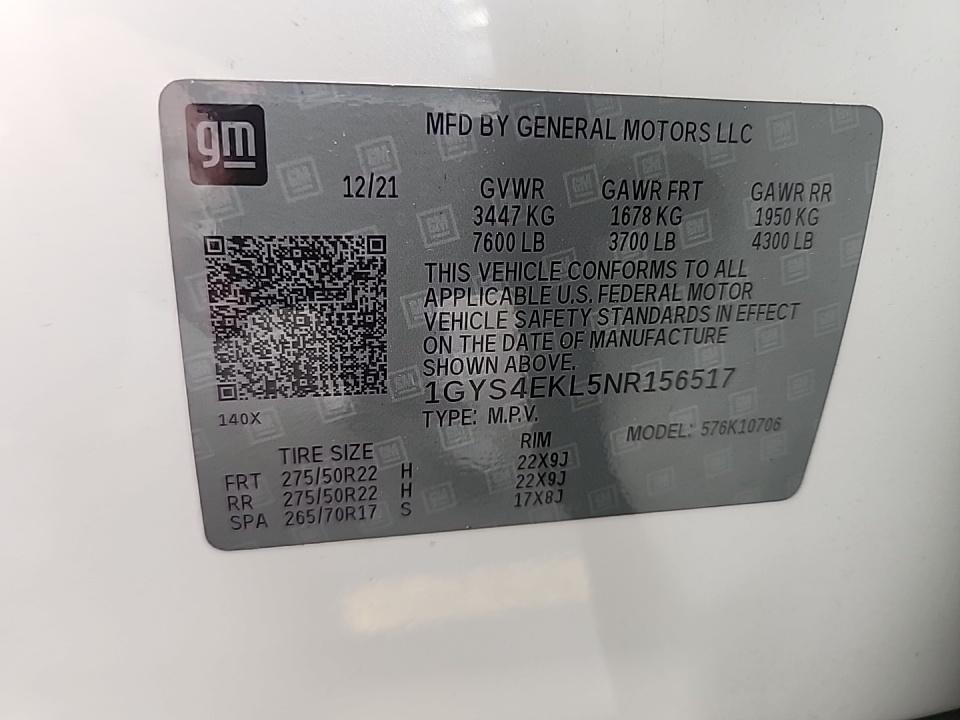 gm
MFD BY GENERAL MOTORS LLC
12/21 GVWR GAWR FRT GAWR RR
3447 KG 1678 KG 1950 KG
7600 LB 3700 LB 4300 LB
THIS VEHICLE CONFORMS TO ALL
APPLICABLE U.S. FEDERAL MOTOR
VEHICLE SAFETY STANDARDS IN EFFECT
ON THE DATE OF MANUFACTURE
SHOWN ABOVE.
1GYS4EKL5NR156517
140X
TYPE: M.P.V. MODEL: 576K10706
TIRE SIZE RIM
FRT 275/50R22 H 22X9J
RR 275/50R22 H 22X9J
SPA 265/70R17 S 17X8J